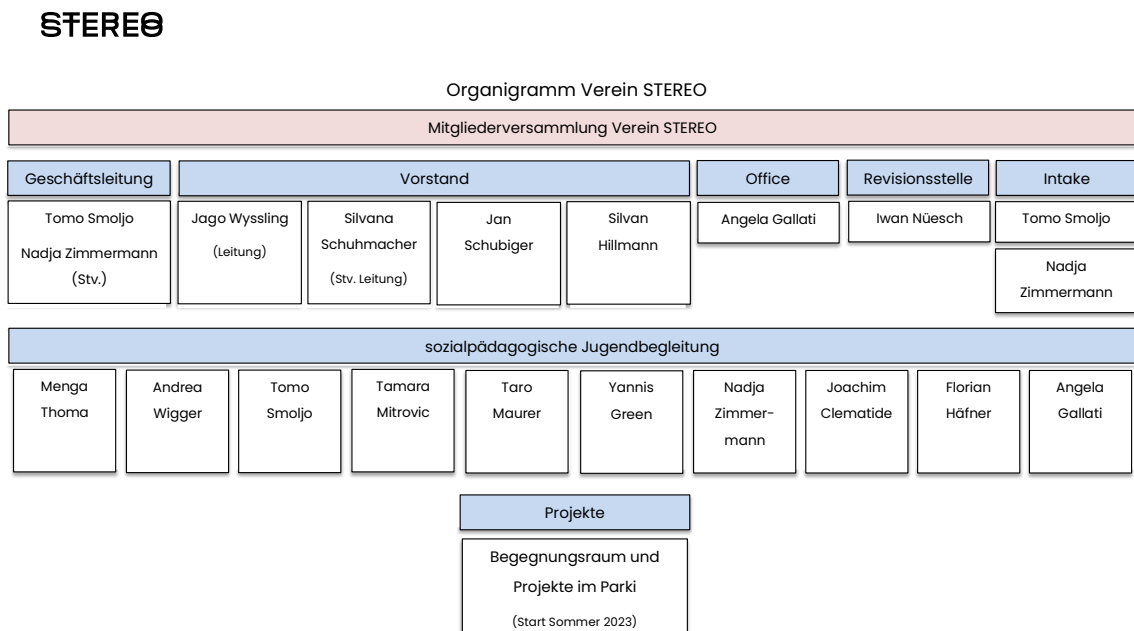 STEREO
Organigramm Verein STEREO
Mitgliederversammlung Verein STEREO
Geschäftsleitung
Vorstand
Office
Revisionsstelle
Intake
Tomo Smoljo
Nadja Zimmermann
(Stv.)
Jago Wyssling
(Leitung)
Silvana
Schuhmacher
(Stv. Leitung)
Jan
Schubiger
Silvan
Hillmann
Angela Gallati
Iwan Nüesch
Tomo Smoljo
Nadja
Zimmermann
sozialpädagogische Jugendbegleitung
Menga
Thoma
Andrea
Wigger
Tomo
Smoljo
Tamara
Mitrovic
Taro
Maurer
Yannis
Green
Nadja
Zimmer-
mann
Joachim
Clematide
Florian
Häfner
Angela
Gallati
Projekte
Begegnungsraum und
Projekte im Parki
(Start Sommer 2023)